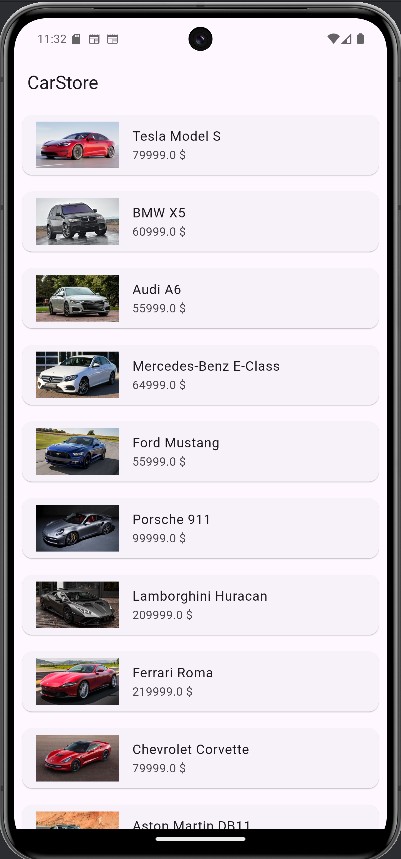 11:32
CarStore
Tesla Model S
79999.0 $
BMW X5
60999.0 $
Audi A6
55999.0 $
Mercedes-Benz E-Class
64999.0 $
Ford Mustang
55999.0 $
Porsche 911
99999.0 $
Lamborghini Huracan
209999.0 $
Ferrari Roma
219999.0 $
Chevrolet Corvette
79999.0 $
Aston Martin DB11